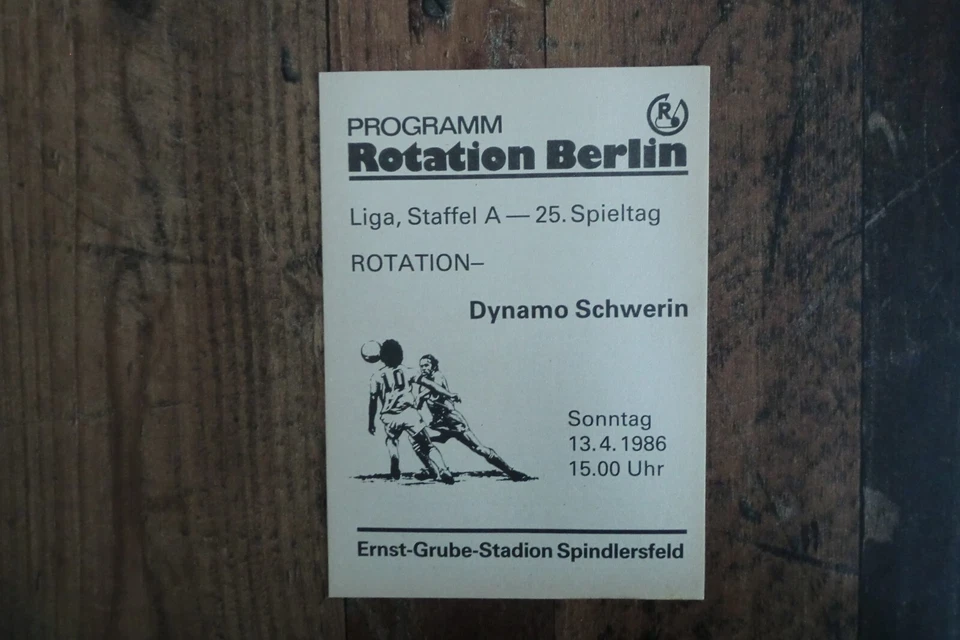 PROGRAMM
R
Rotation Berlin
Liga, Staffel A — 25. Spieltag
ROTATION–
Dynamo Schwerin
10
Sonntag
13. 4. 1986
15.00 Uhr
Ernst-Grube-Stadion Spindlersfeld